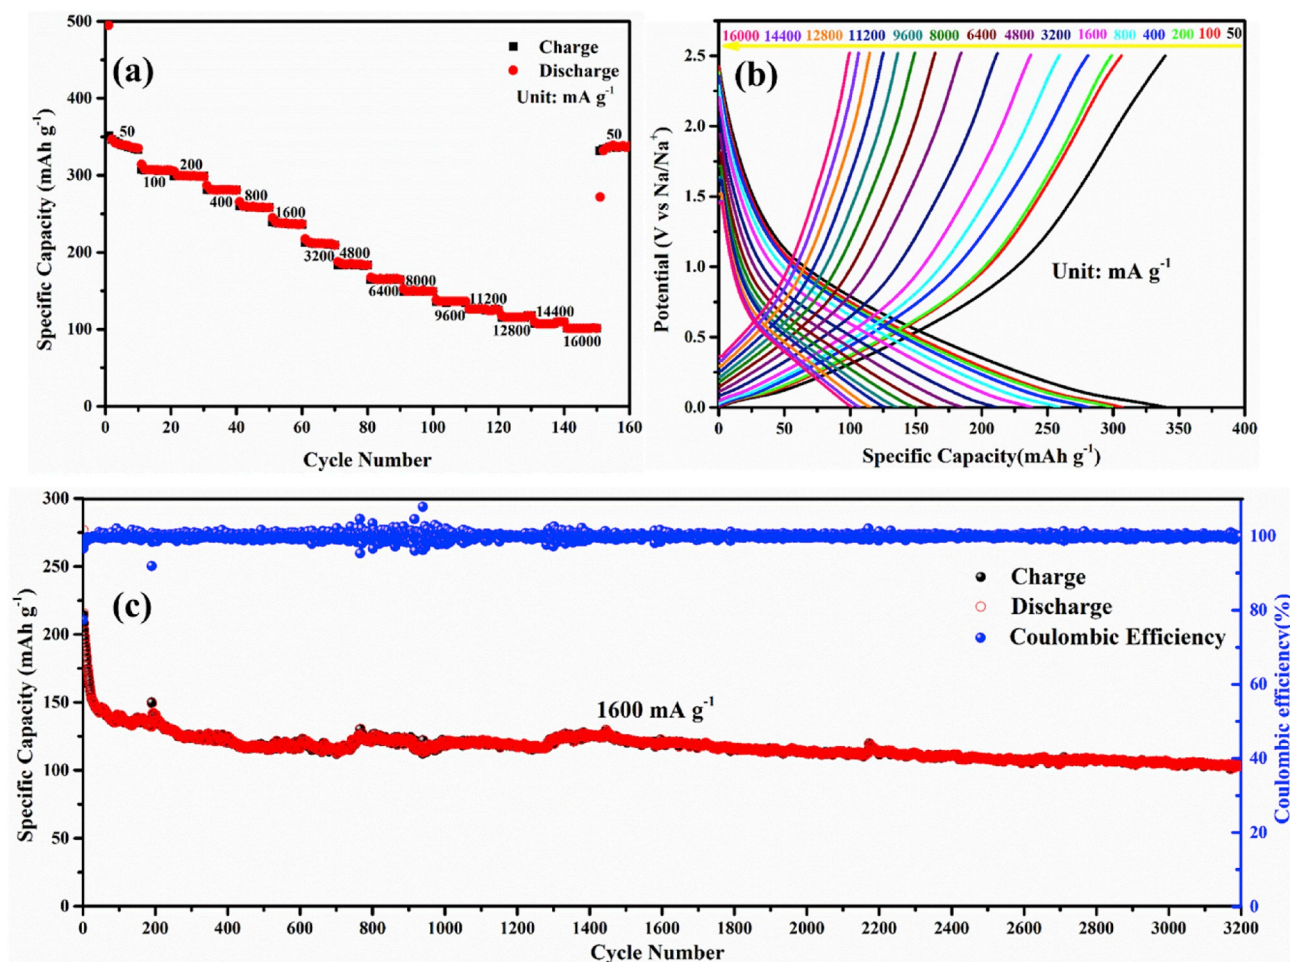 (a)
Charge
Discharge
Unit: mA g⁻¹
50
100
200
400
800
1600
3200
4800
6400
8000
9600
11200
12800
14400
16000
50
500
400
300
200
100
0
0 20 40 60 80 100 120 140 160
Specific Capacity (mAh g⁻¹)
Cycle Number
16000 14400 12800 11200 9600 8000 6400 4800 3200 1600 800 400 200 100 50
(b)
Unit: mA g⁻¹
2.5
2.0
1.5
1.0
0.5
0.0
0 50 100 150 200 250 300 350 400
Potential (V vs Na/Na⁺)
Specific Capacity(mAh g⁻¹)
(c)
Charge
Discharge
Coulombic Efficiency
1600 mA g⁻¹
300
250
200
150
100
50
0
100
80
60
40
20
0
0 200 400 600 800 1000 1200 1400 1600 1800 2000 2200 2400 2600 2800 3000 3200
Specific Capacity (mAh g⁻¹)
Coulombic efficiency(%)
Cycle Number